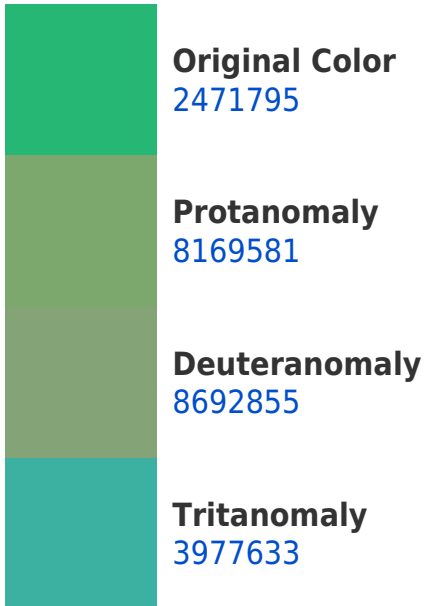 Original Color
2471795
Protanomaly
8169581
Deuteranomaly
8692855
Tritanomaly
3977633